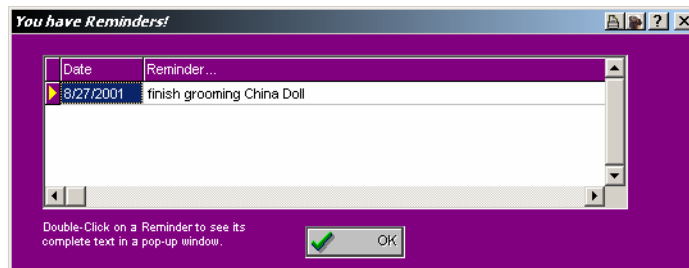 You have Reminders!
Date Reminder...
8/27/2001 finish grooming China Doll
Double-Click on a Reminder to see its
complete text in a pop-up window.
OK